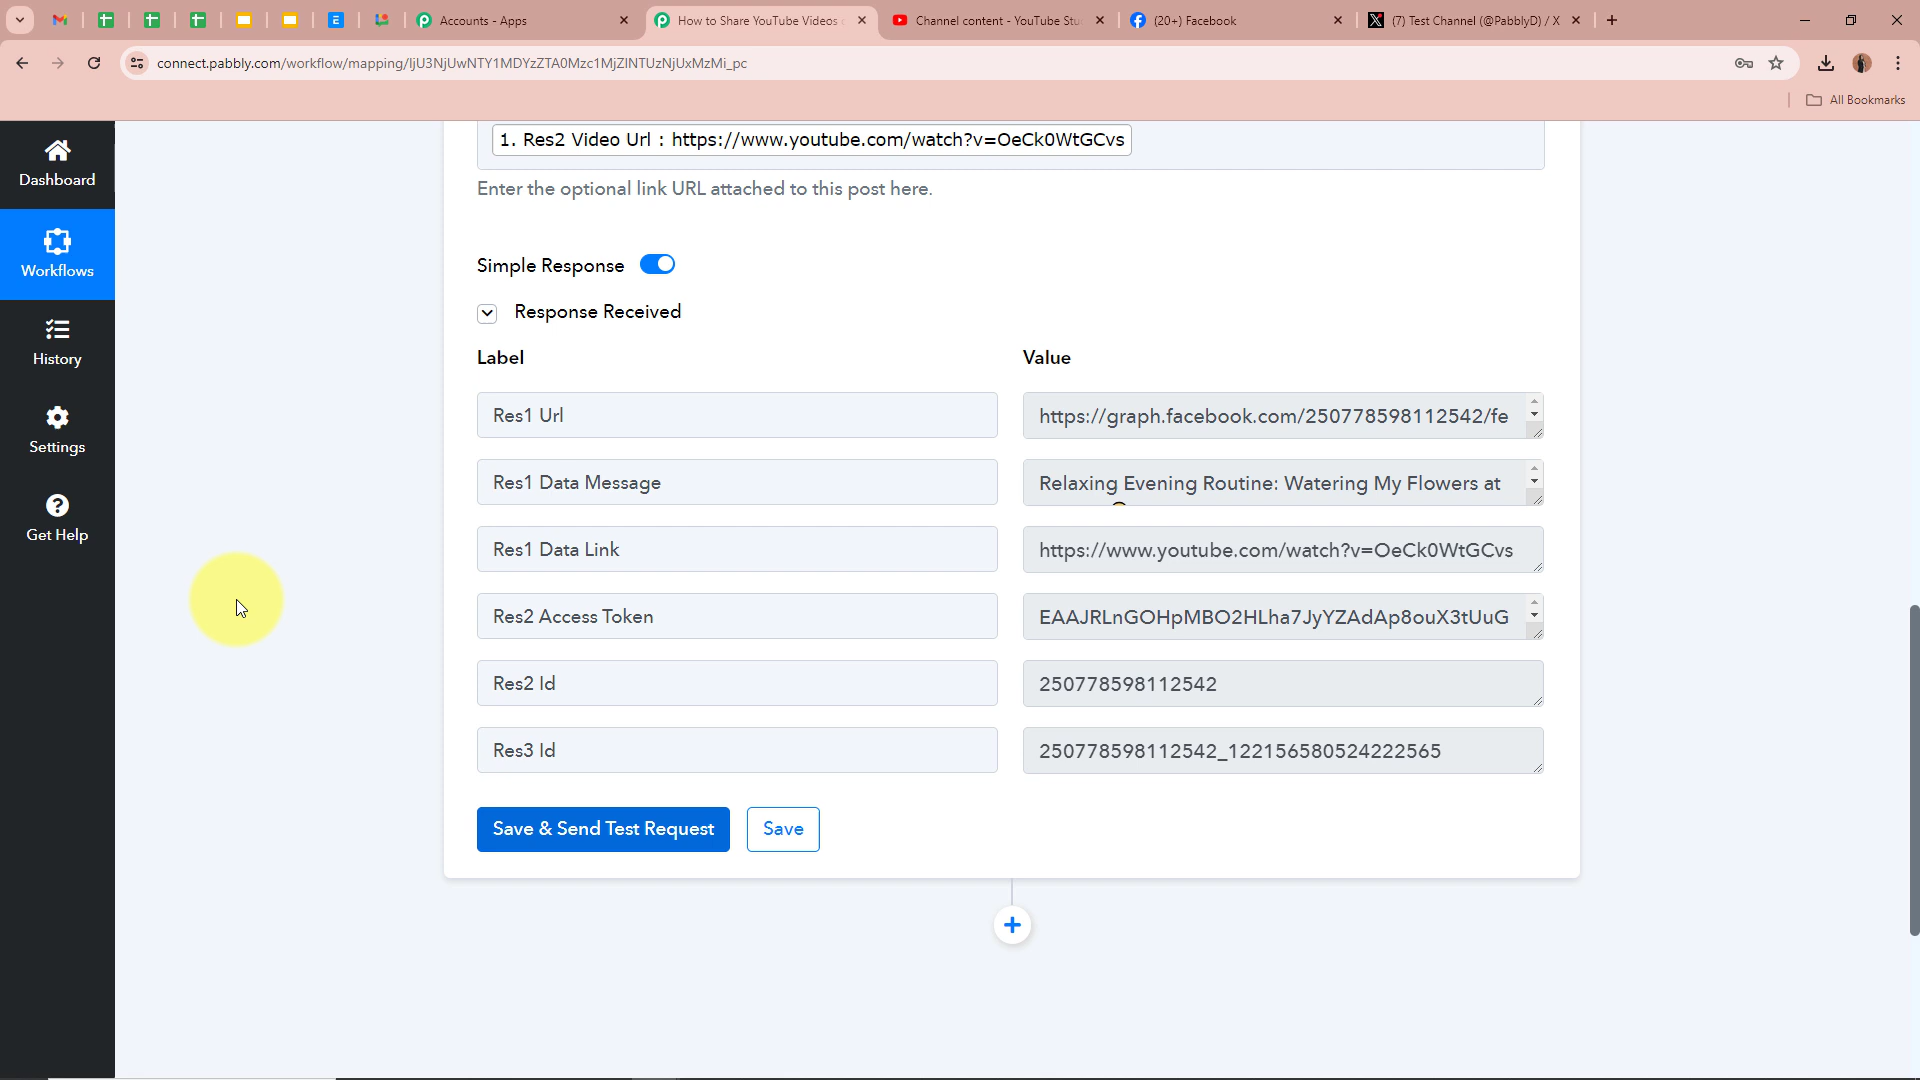 Accounts - Apps
How to Share YouTube Videos
Channel content - YouTube Stu
(20+) Facebook
(7) Test Channel (@PabblyD) / X
connect.pabbly.com/workflow/mapping/IjU3NjUwNTY1MDYzZTA0Mzc1MjZlNTUzNjUxMzMi_pc
All Bookmarks
Dashboard
Workflows
History
Settings
Get Help
1. Res2 Video Url : https://www.youtube.com/watch?v=OeCk0WtGCvs
Enter the optional link URL attached to this post here.
Simple Response
Response Received
Label Value
Res1 Url https://graph.facebook.com/250778598112542/fe
Res1 Data Message Relaxing Evening Routine: Watering My Flowers at
Res1 Data Link https://www.youtube.com/watch?v=OeCk0WtGCvs
Res2 Access Token EAAJRLnGOHpMBO2HLha7JyYZAdAp8ouX3tUuG
Res2 Id 250778598112542
Res3 Id 250778598112542_122156580524222565
Save & Send Test Request Save